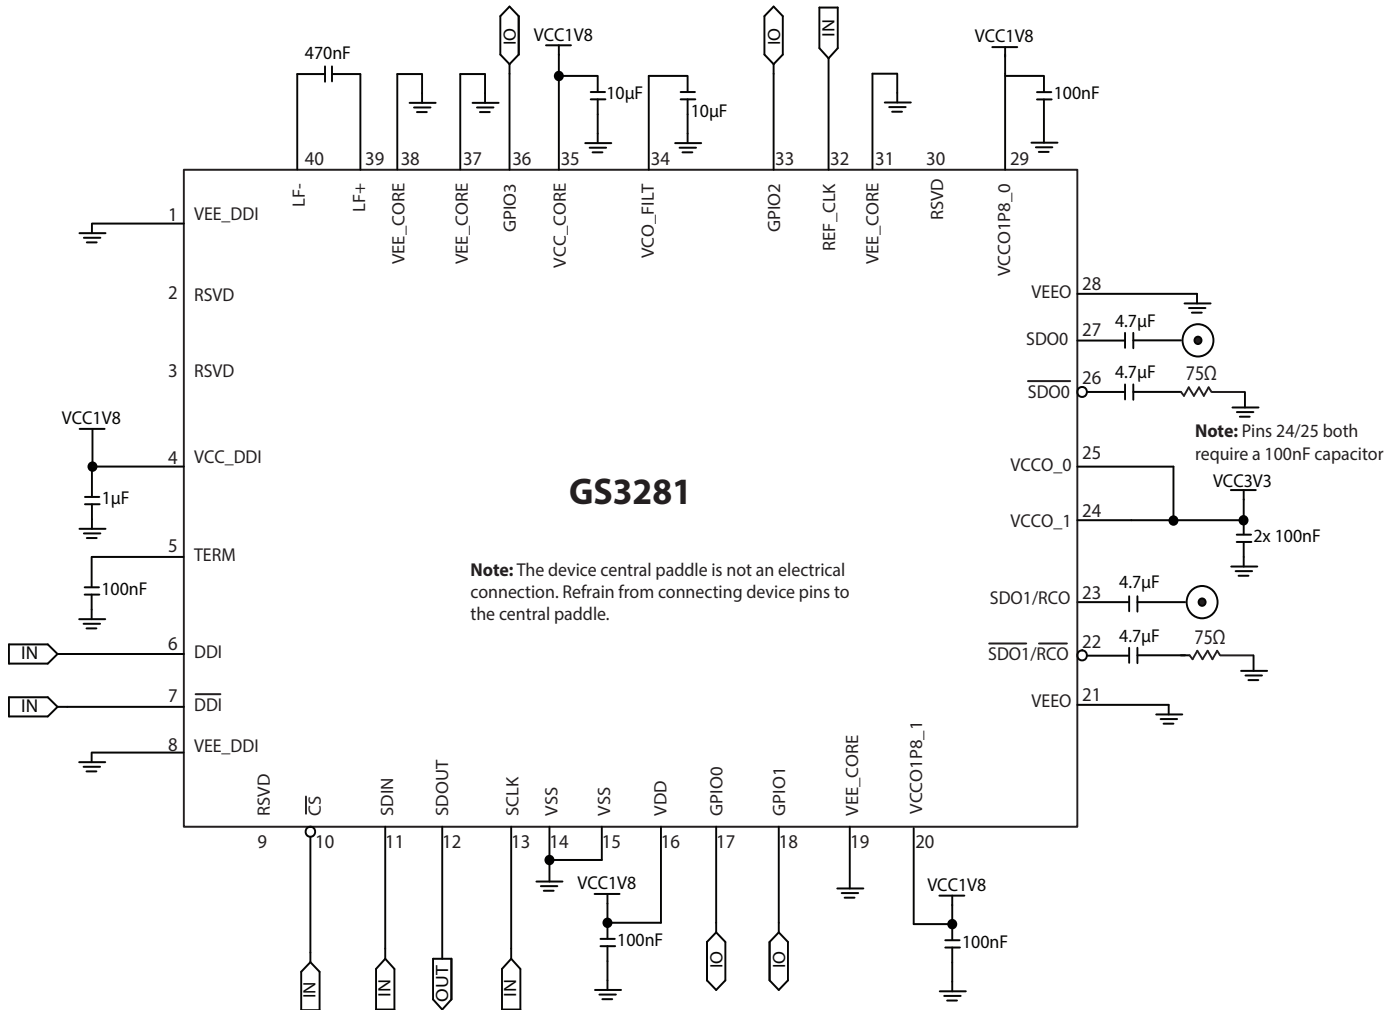 470nF
IO
VCC1V8
10µF
10µF
IO
IN
VCC1V8
100nF
40
39
38
37
36
35
34
33
32
31
30
29
LF-
LF+
VEE_CORE
VEE_CORE
GPIO3
VCC_CORE
VCO_FILT
GPIO2
REF_CLK
VEE_CORE
RSVD
VCCO1P8_0
1 VEE_DDI
2 RSVD
3 RSVD
VCC1V8
4 VCC_DDI
1µF
5 TERM
100nF
IN 6 DDI
IN 7 DDI
8 VEE_DDI
GS3281
Note: The device central paddle is not an electrical
connection. Refrain from connecting device pins to
the central paddle.
VEEO 28
SDO0 27 4.7µF
SDO0 26 4.7µF 75Ω
Note: Pins 24/25 both
require a 100nF capacitor
VCCO_0 25
VCC3V3
VCCO_1 24
2x 100nF
SDO1/RCO 23 4.7µF
SDO1/RCO 22 4.7µF 75Ω
VEEO 21
RSVD
CS
SDIN
SDOUT
SCLK
VSS
VSS
VDD
GPIO0
GPIO1
VEE_CORE
VCCO1P8_1
9
10
11
12
13
14
15
16
17
18
19
20
VCC1V8
100nF
VCC1V8
100nF
IN
IN
OUT
IN
IO
IO